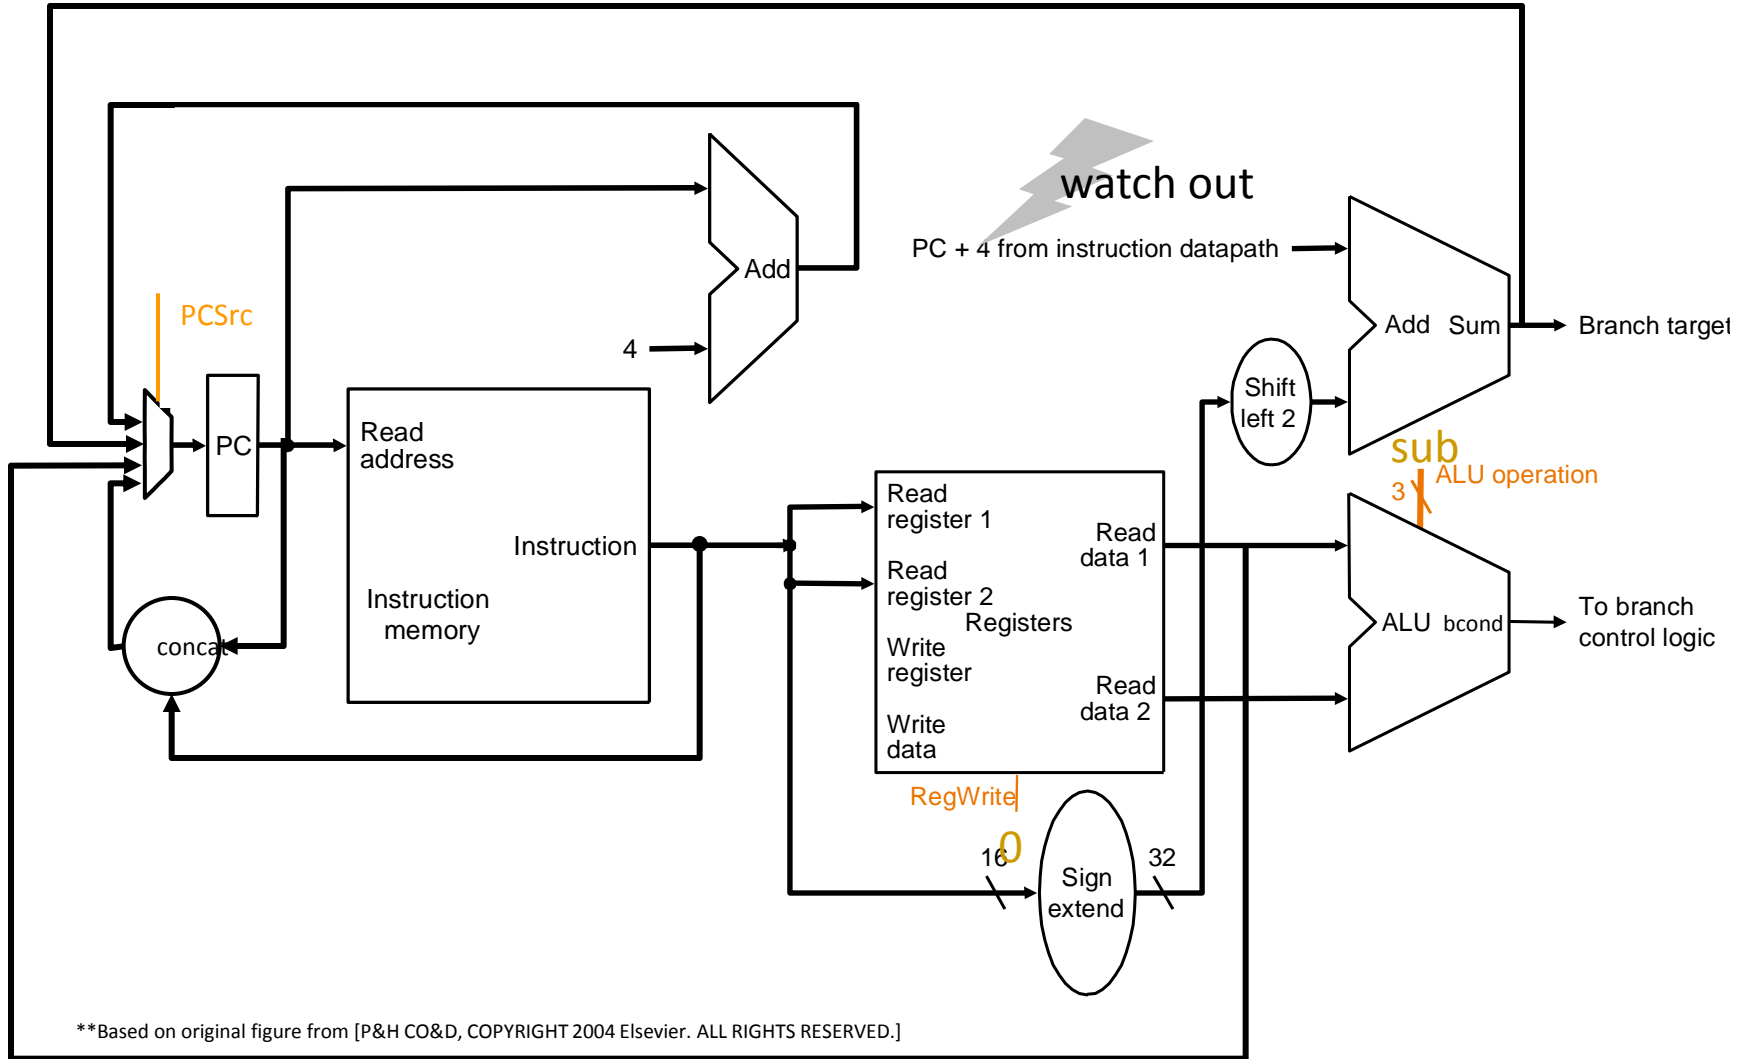 watch out
PC + 4 from instruction datapath
Add
PCSrc
4
Add Sum
Branch target
Shift
left 2
sub
ALU operation
3
PC
Read
address
Instruction
Instruction
memory
concat
Read
register 1
Read
register 2
Registers
Write
register
Write
data
Read
data 1
Read
data 2
ALU bcond
To branch
control logic
RegWrite
0
16
Sign
extend
32
**Based on original figure from [P&H CO&D, COPYRIGHT 2004 Elsevier. ALL RIGHTS RESERVED.]